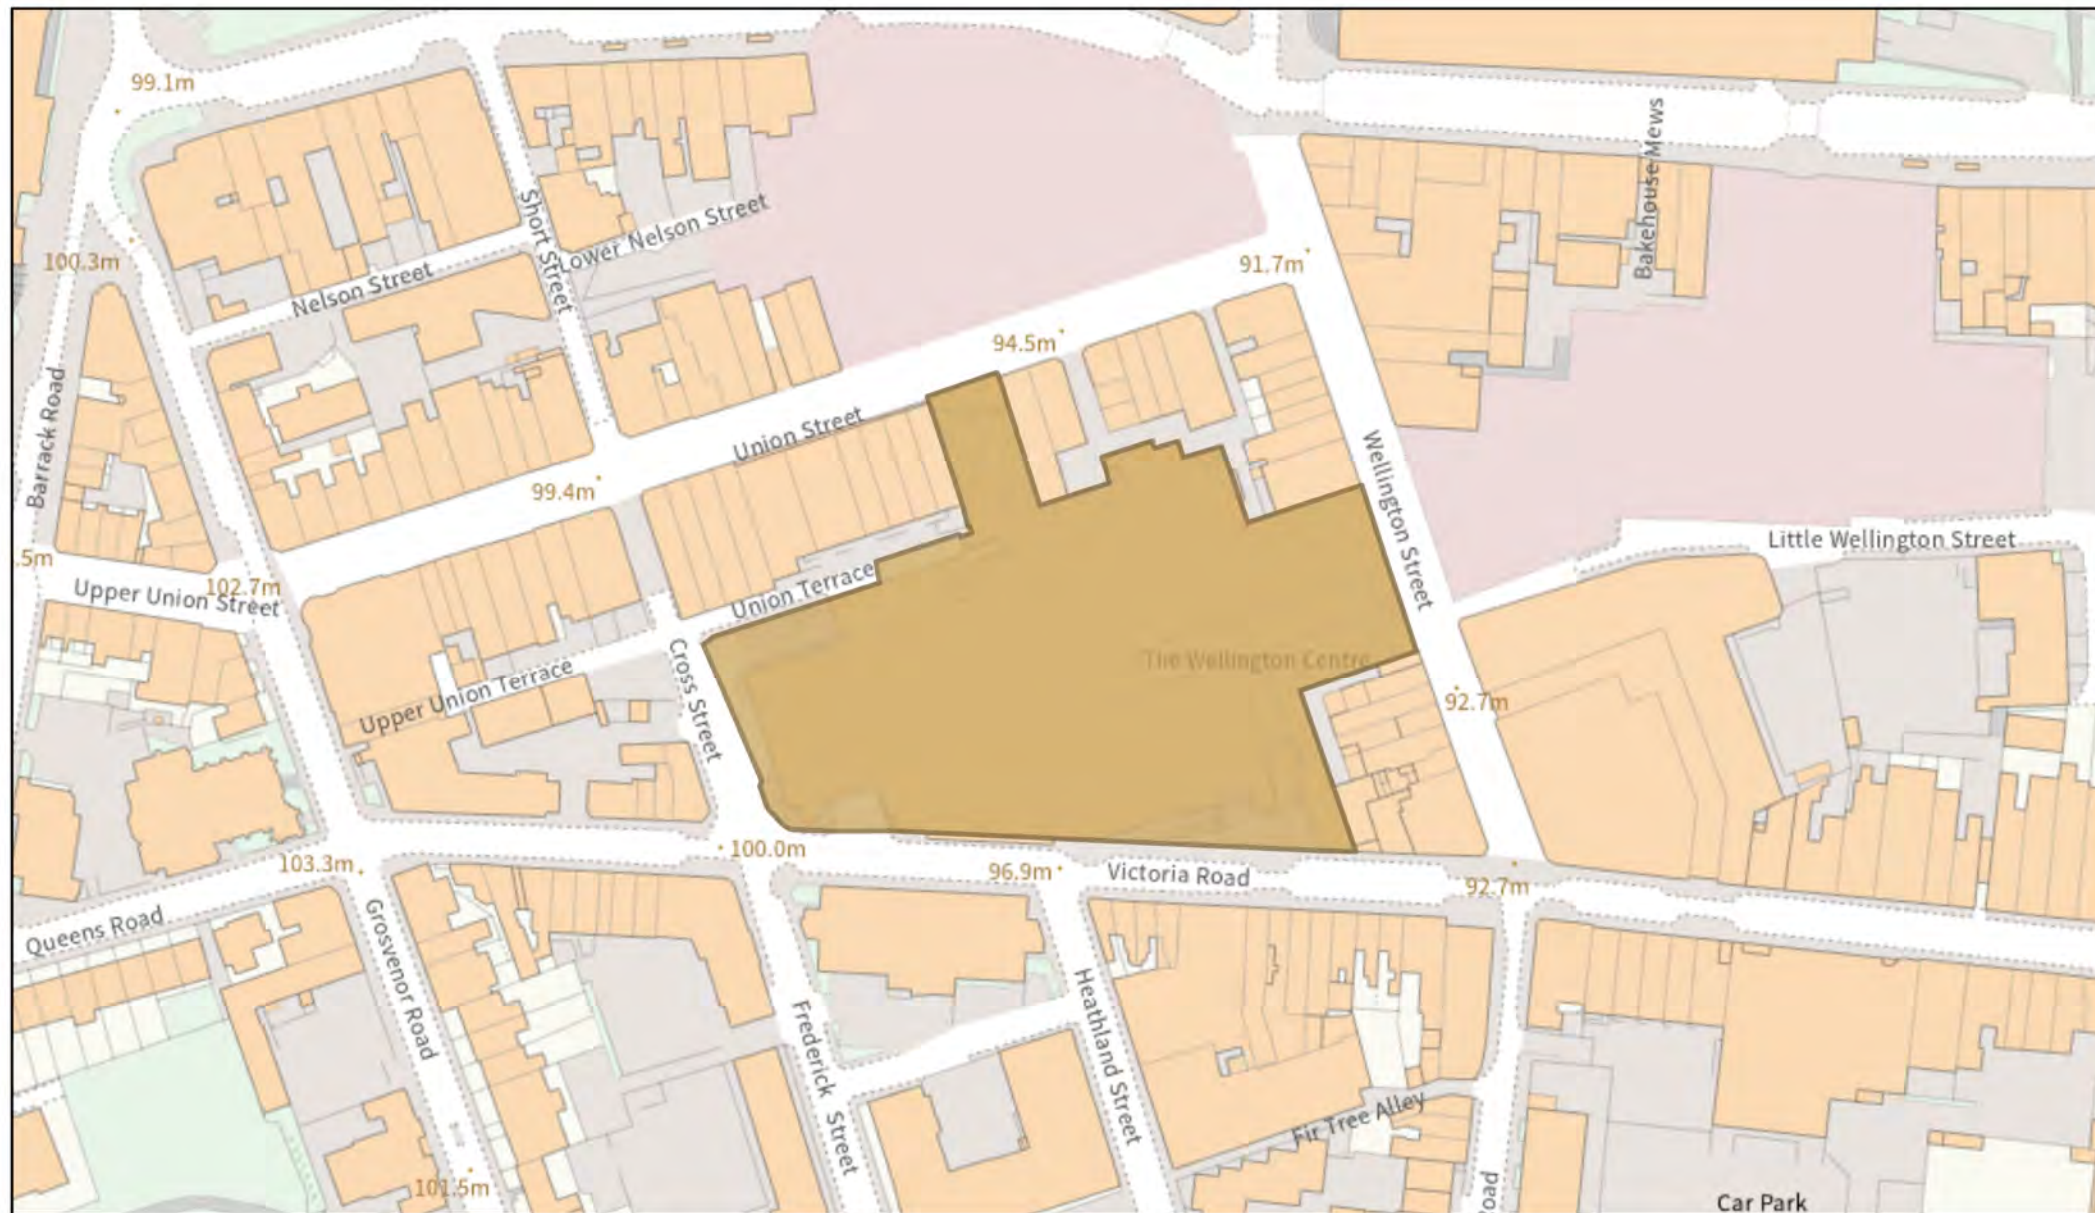 99.1m
Bakehouse Mews
Short Street
Lower Nelson Street
100.3m
91.7m
Nelson Street
94.5m
Barrack Road
Union Street
Wellington Street
99.4m
Little Wellington Street
.5m
102.7m
Upper Union Street
Union Terrace
The Wellington Centre
Cross Street
Upper Union Terrace
92.7m
100.0m
103.3m
96.9m
Victoria Road
92.7m
Queens Road
Grosvenor Road
Frederick Street
Heathland Street
Fir Tree Alley
101.5m
Road
Car Park